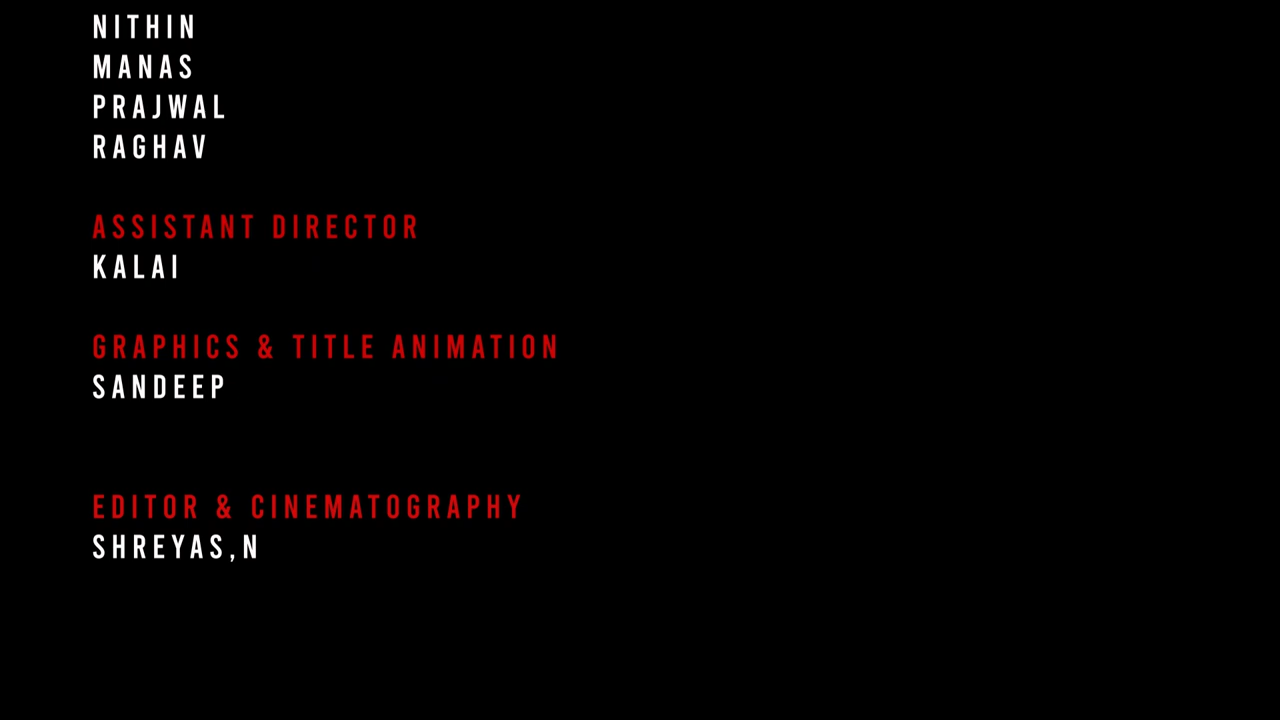 NITHIN
MANAS
PRAJWAL
RAGHAV
ASSISTANT DIRECTOR
KALAI
GRAPHICS & TITLE ANIMATION
SANDEEP
EDITOR & CINEMATOGRAPHY
SHREYAS,N